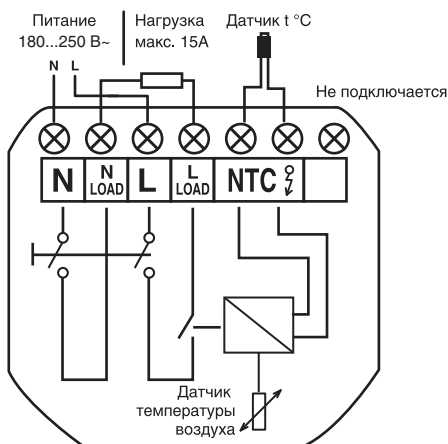 Питание
180...250 В~
Нагрузка
макс. 15А
Датчик t °C
N L
Не подключается
N
N
LOAD
L
L
LOAD
NTC
Датчик
температуры
воздуха